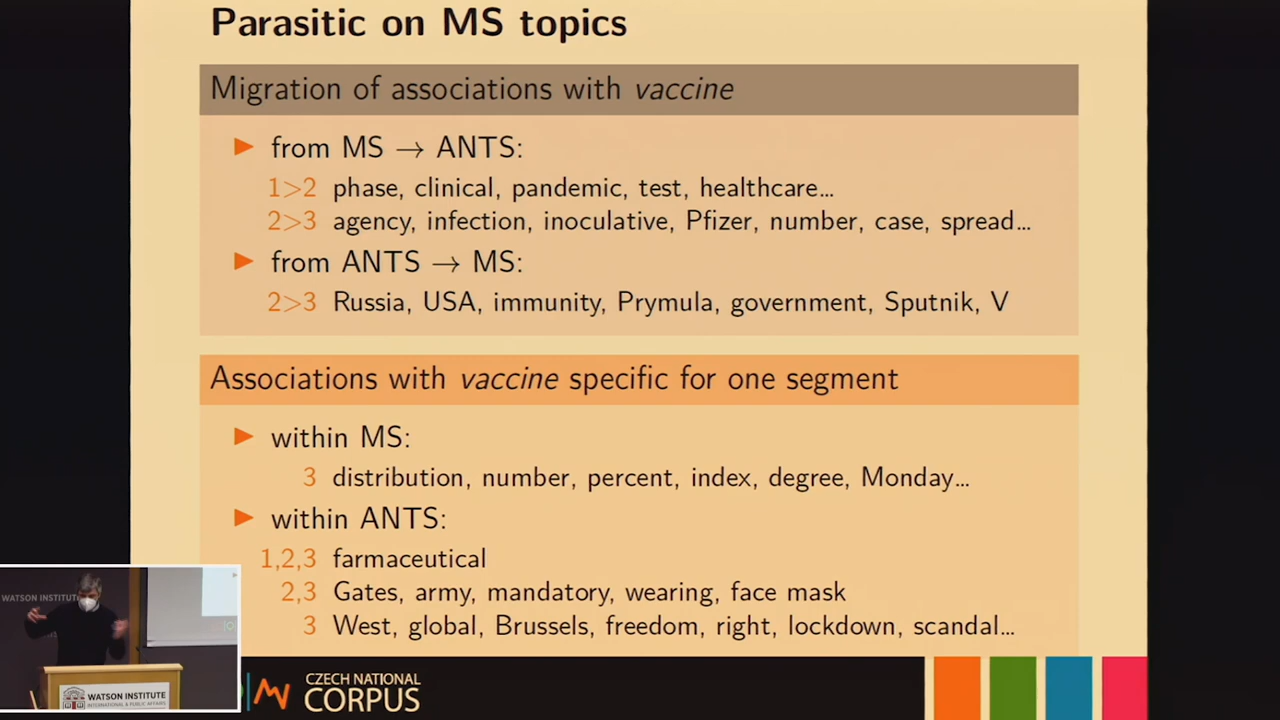 Parasitic on MS topics
Migration of associations with vaccine
► from MS → ANTS:
1>2 phase, clinical, pandemic, test, healthcare...
2>3 agency, infection, inoculative, Pfizer, number, case, spread...
► from ANTS → MS:
2>3 Russia, USA, immunity, Prymula, government, Sputnik, V
Associations with vaccine specific for one segment
► within MS:
3 distribution, number, percent, index, degree, Monday...
► within ANTS:
1,2,3 farmaceutical
2,3 Gates, army, mandatory, wearing, face mask
3 West, global, Brussels, freedom, right, lockdown, scandal...
WATSON INSTITUTE
WATSON INSTITUTE
INTERNATIONAL & PUBLIC AFFAIRS
CZECH NATIONAL
CORPUS